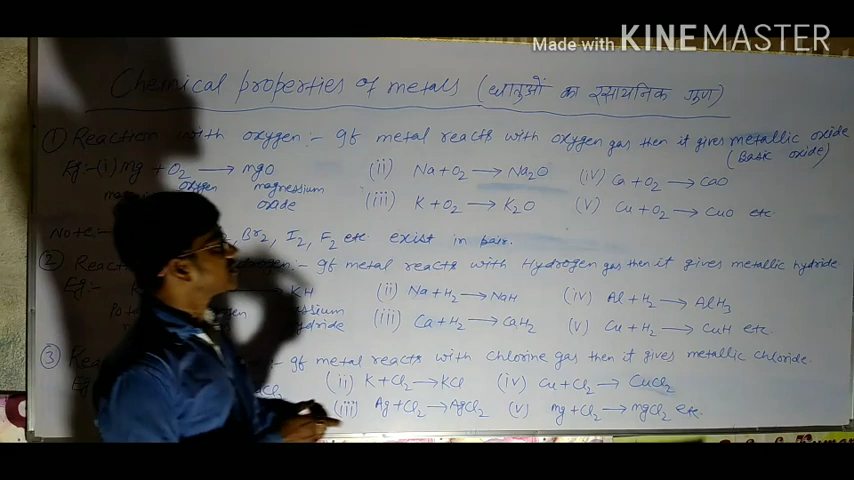 Made with KINEMASTER
Chemical properties of metals (धातुओं का रसायनिक गुण)
① Reaction with oxygen:- If metal reacts with oxygen gas then it gives metallic oxide
(Basic oxide)
Eg:- (i) mg + O2 → mgO (ii) Na + O2 → Na2O (iv) Ca + O2 → CaO
oxygen magnessium oxide (iii) K + O2 → K2O (v) Cu + O2 → CuO etc
Note:- Br2, I2, F2 etc exist in pair.
② :- If metal reacts with Hydrogen gas then it gives metallic hydride
Eg:- → KH (ii) Na + H2 → NaH (iv) Al + H2 → AlH3
(iii) Ca + H2 → CaH2 (v) Cu + H2 → CuH etc.
③ :- If metal reacts with Chlorine gas then it gives metallic chloride.
(ii) K + Cl2 → KCl (iv) Cu + Cl2 → CuCl2
(iii) Ag + Cl2 → AgCl2 (v) mg + Cl2 → mgCl2 etc.